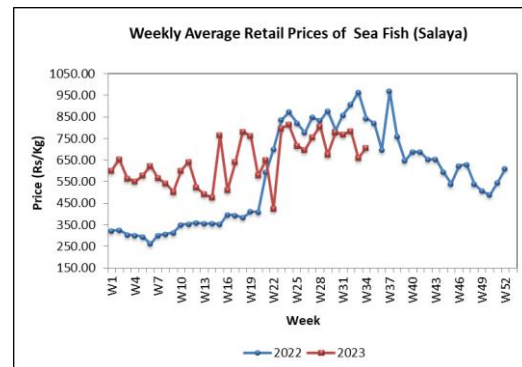 Weekly Average Retail Prices of Sea Fish (Salaya)
1050.00
950.00
850.00
750.00
650.00
550.00
450.00
350.00
250.00
150.00
Price (Rs/Kg)
W1
W4
W7
W10
W13
W16
W19
W22
W25
W28
W31
W34
W37
W40
W43
W46
W49
W52
Week
2022
2023